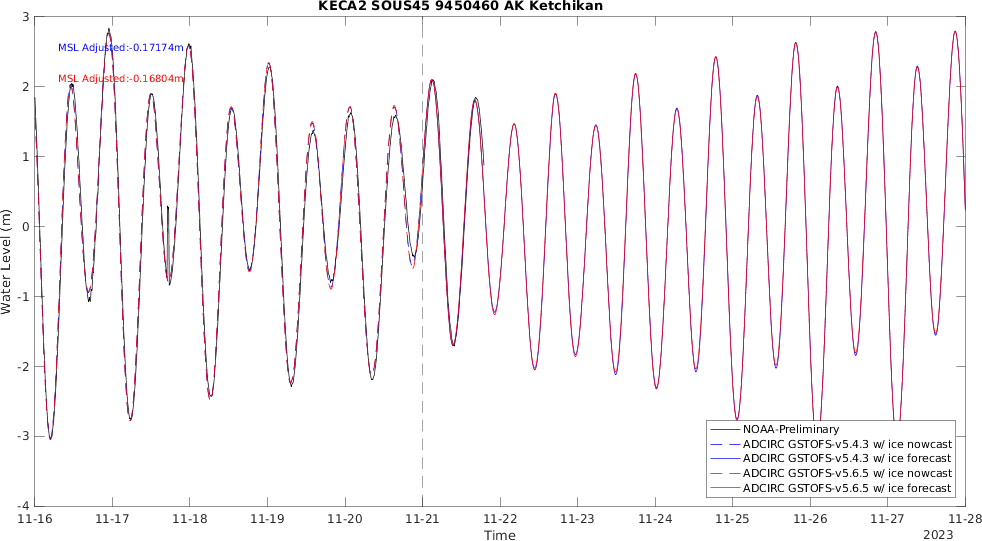 KECA2 SOUS45 9450460 AK Ketchikan
MSL Adjusted:-0.17174m
MSL Adjusted:-0.16804m
3
2
1
0
-1
-2
-3
-4
Water Level (m)
NOAA-Preliminary
ADCIRC GSTOFS-v5.4.3 w/ ice nowcast
ADCIRC GSTOFS-v5.4.3 w/ ice forecast
ADCIRC GSTOFS-v5.6.5 w/ ice nowcast
ADCIRC GSTOFS-v5.6.5 w/ ice forecast
11-16 11-17 11-18 11-19 11-20 11-21 11-22 11-23 11-24 11-25 11-26 11-27 11-28
Time
2023